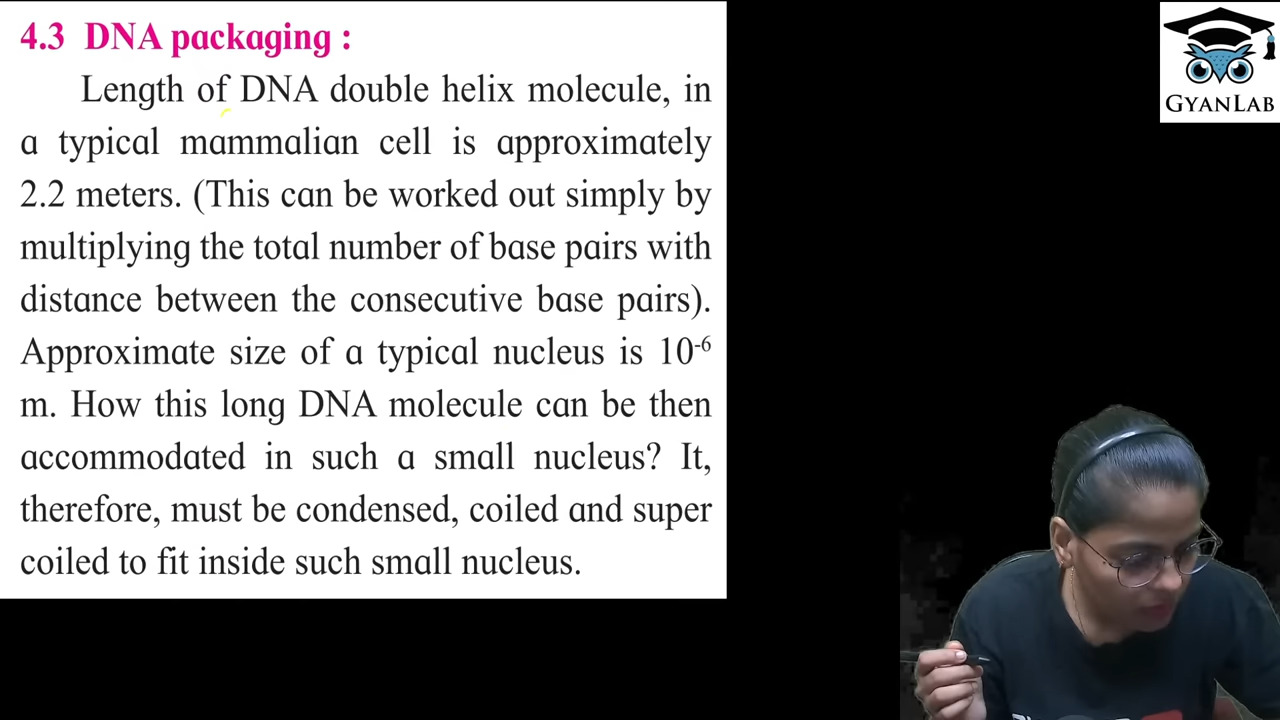 4.3 DNA packaging :
Length of DNA double helix molecule, in
a typical mammalian cell is approximately
2.2 meters. (This can be worked out simply by
multiplying the total number of base pairs with
distance between the consecutive base pairs).
Approximate size of a typical nucleus is 10⁻⁶
m. How this long DNA molecule can be then
accommodated in such a small nucleus? It,
therefore, must be condensed, coiled and super
coiled to fit inside such small nucleus.
GYANLAB